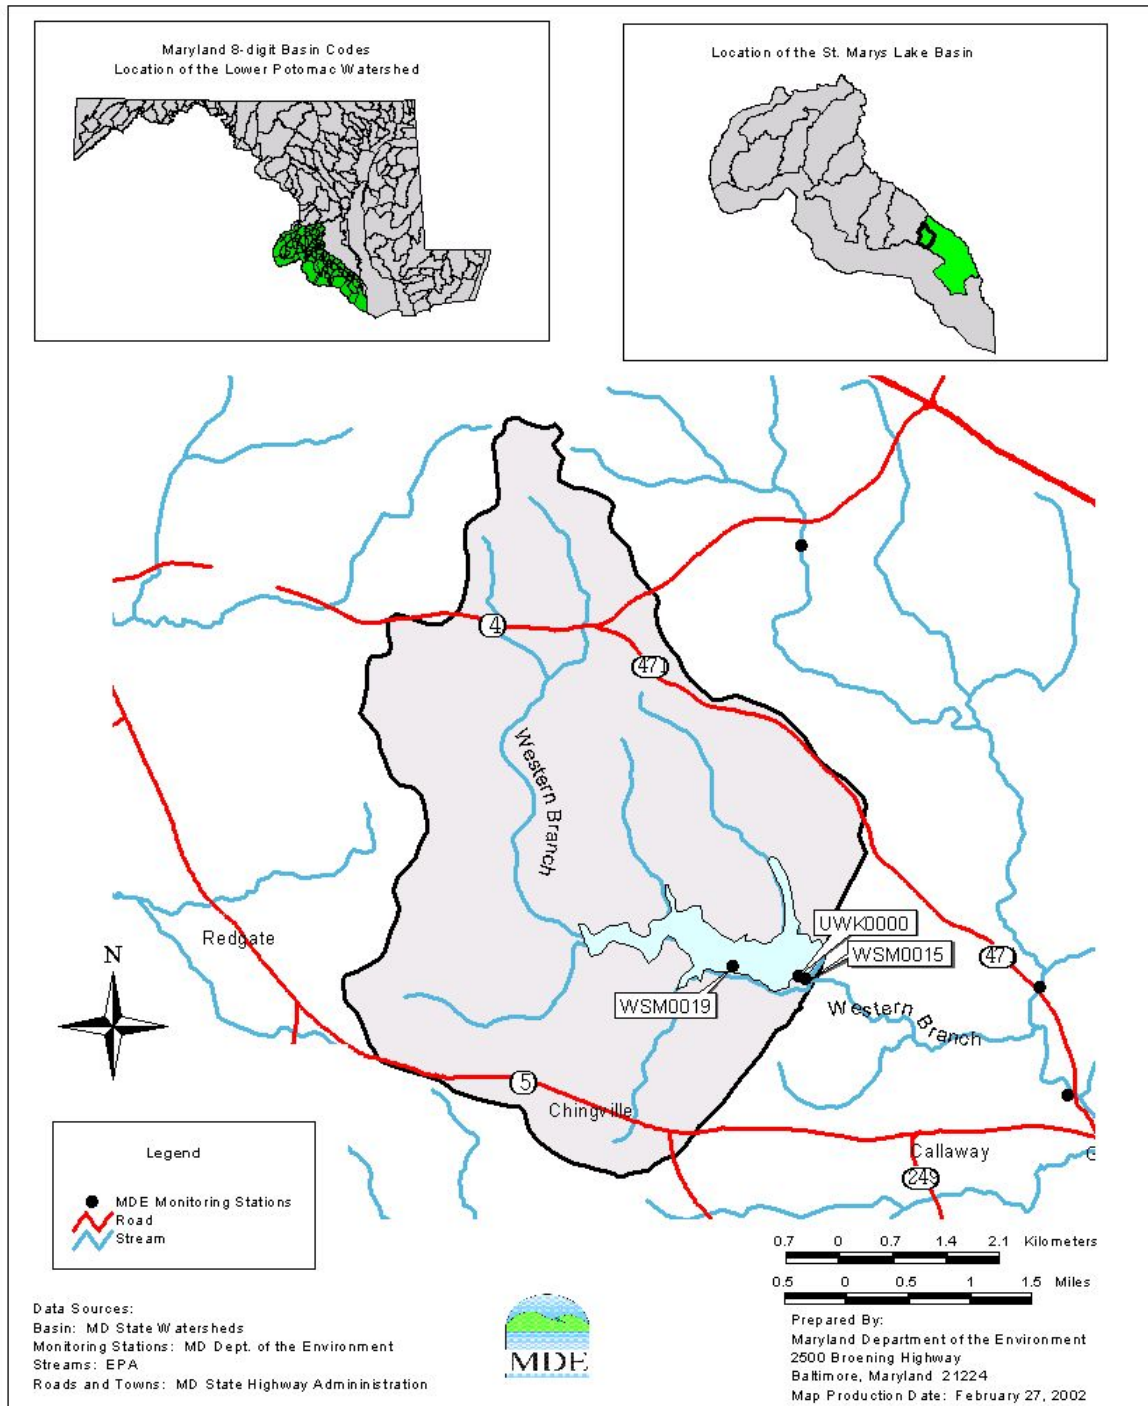 Maryland 8-digit Basin Codes
Location of the Lower Potomac Watershed
Location of the St. Marys Lake Basin
4
471
Western Branch
Redgate
N
UWK0000
WSM0015
WSM0019
47
Western Branch
5
Chingville
Callaway
249
C
Legend
MDE Monitoring Stations
Road
Stream
0.7 0 0.7 1.4 2.1 Kilometers
0.5 0 0.5 1 1.5 Miles
Data Sources:
Basin: MD State Watersheds
Monitoring Stations: MD Dept. of the Environment
Streams: EPA
Roads and Towns: MD State Highway Admininistration
MDE
Prepared By:
Maryland Department of the Environment
2500 Broening Highway
Baltimore, Maryland 21224
Map Production Date: February 27, 2002